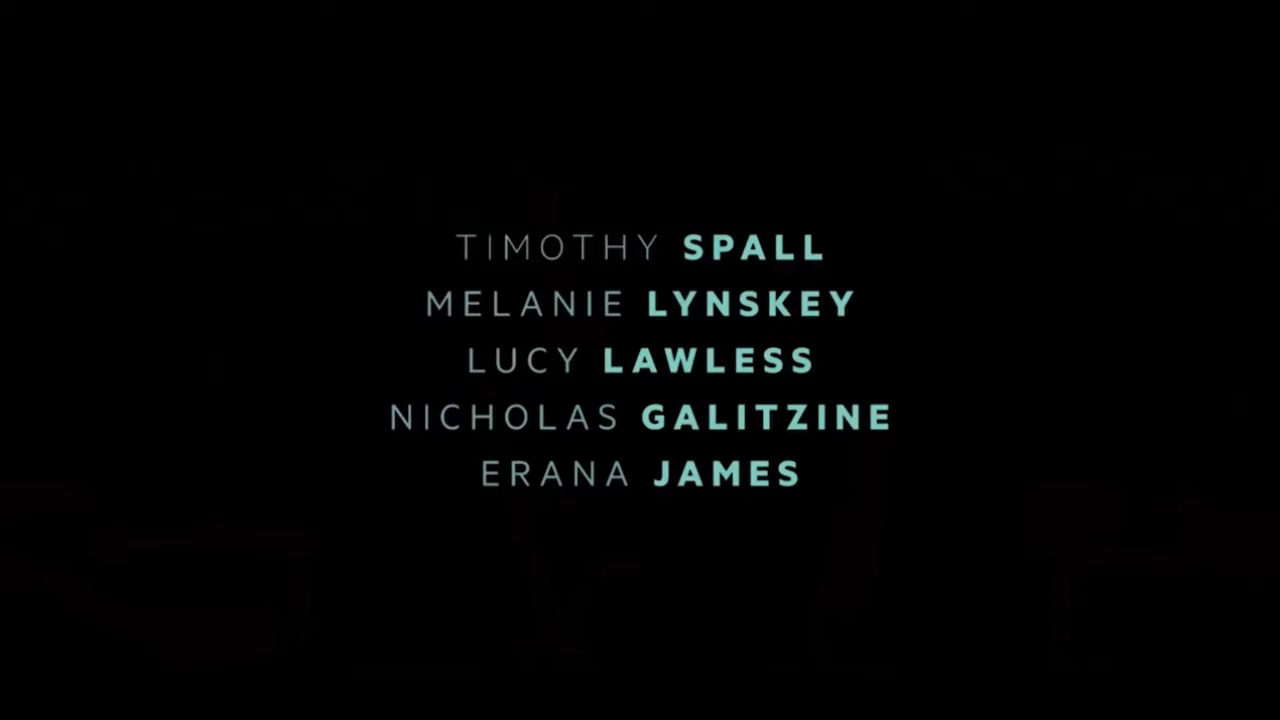 TIMOTHY SPALL
MELANIE LYNSKEY
LUCY LAWLESS
NICHOLAS GALITZINE
ERANA JAMES